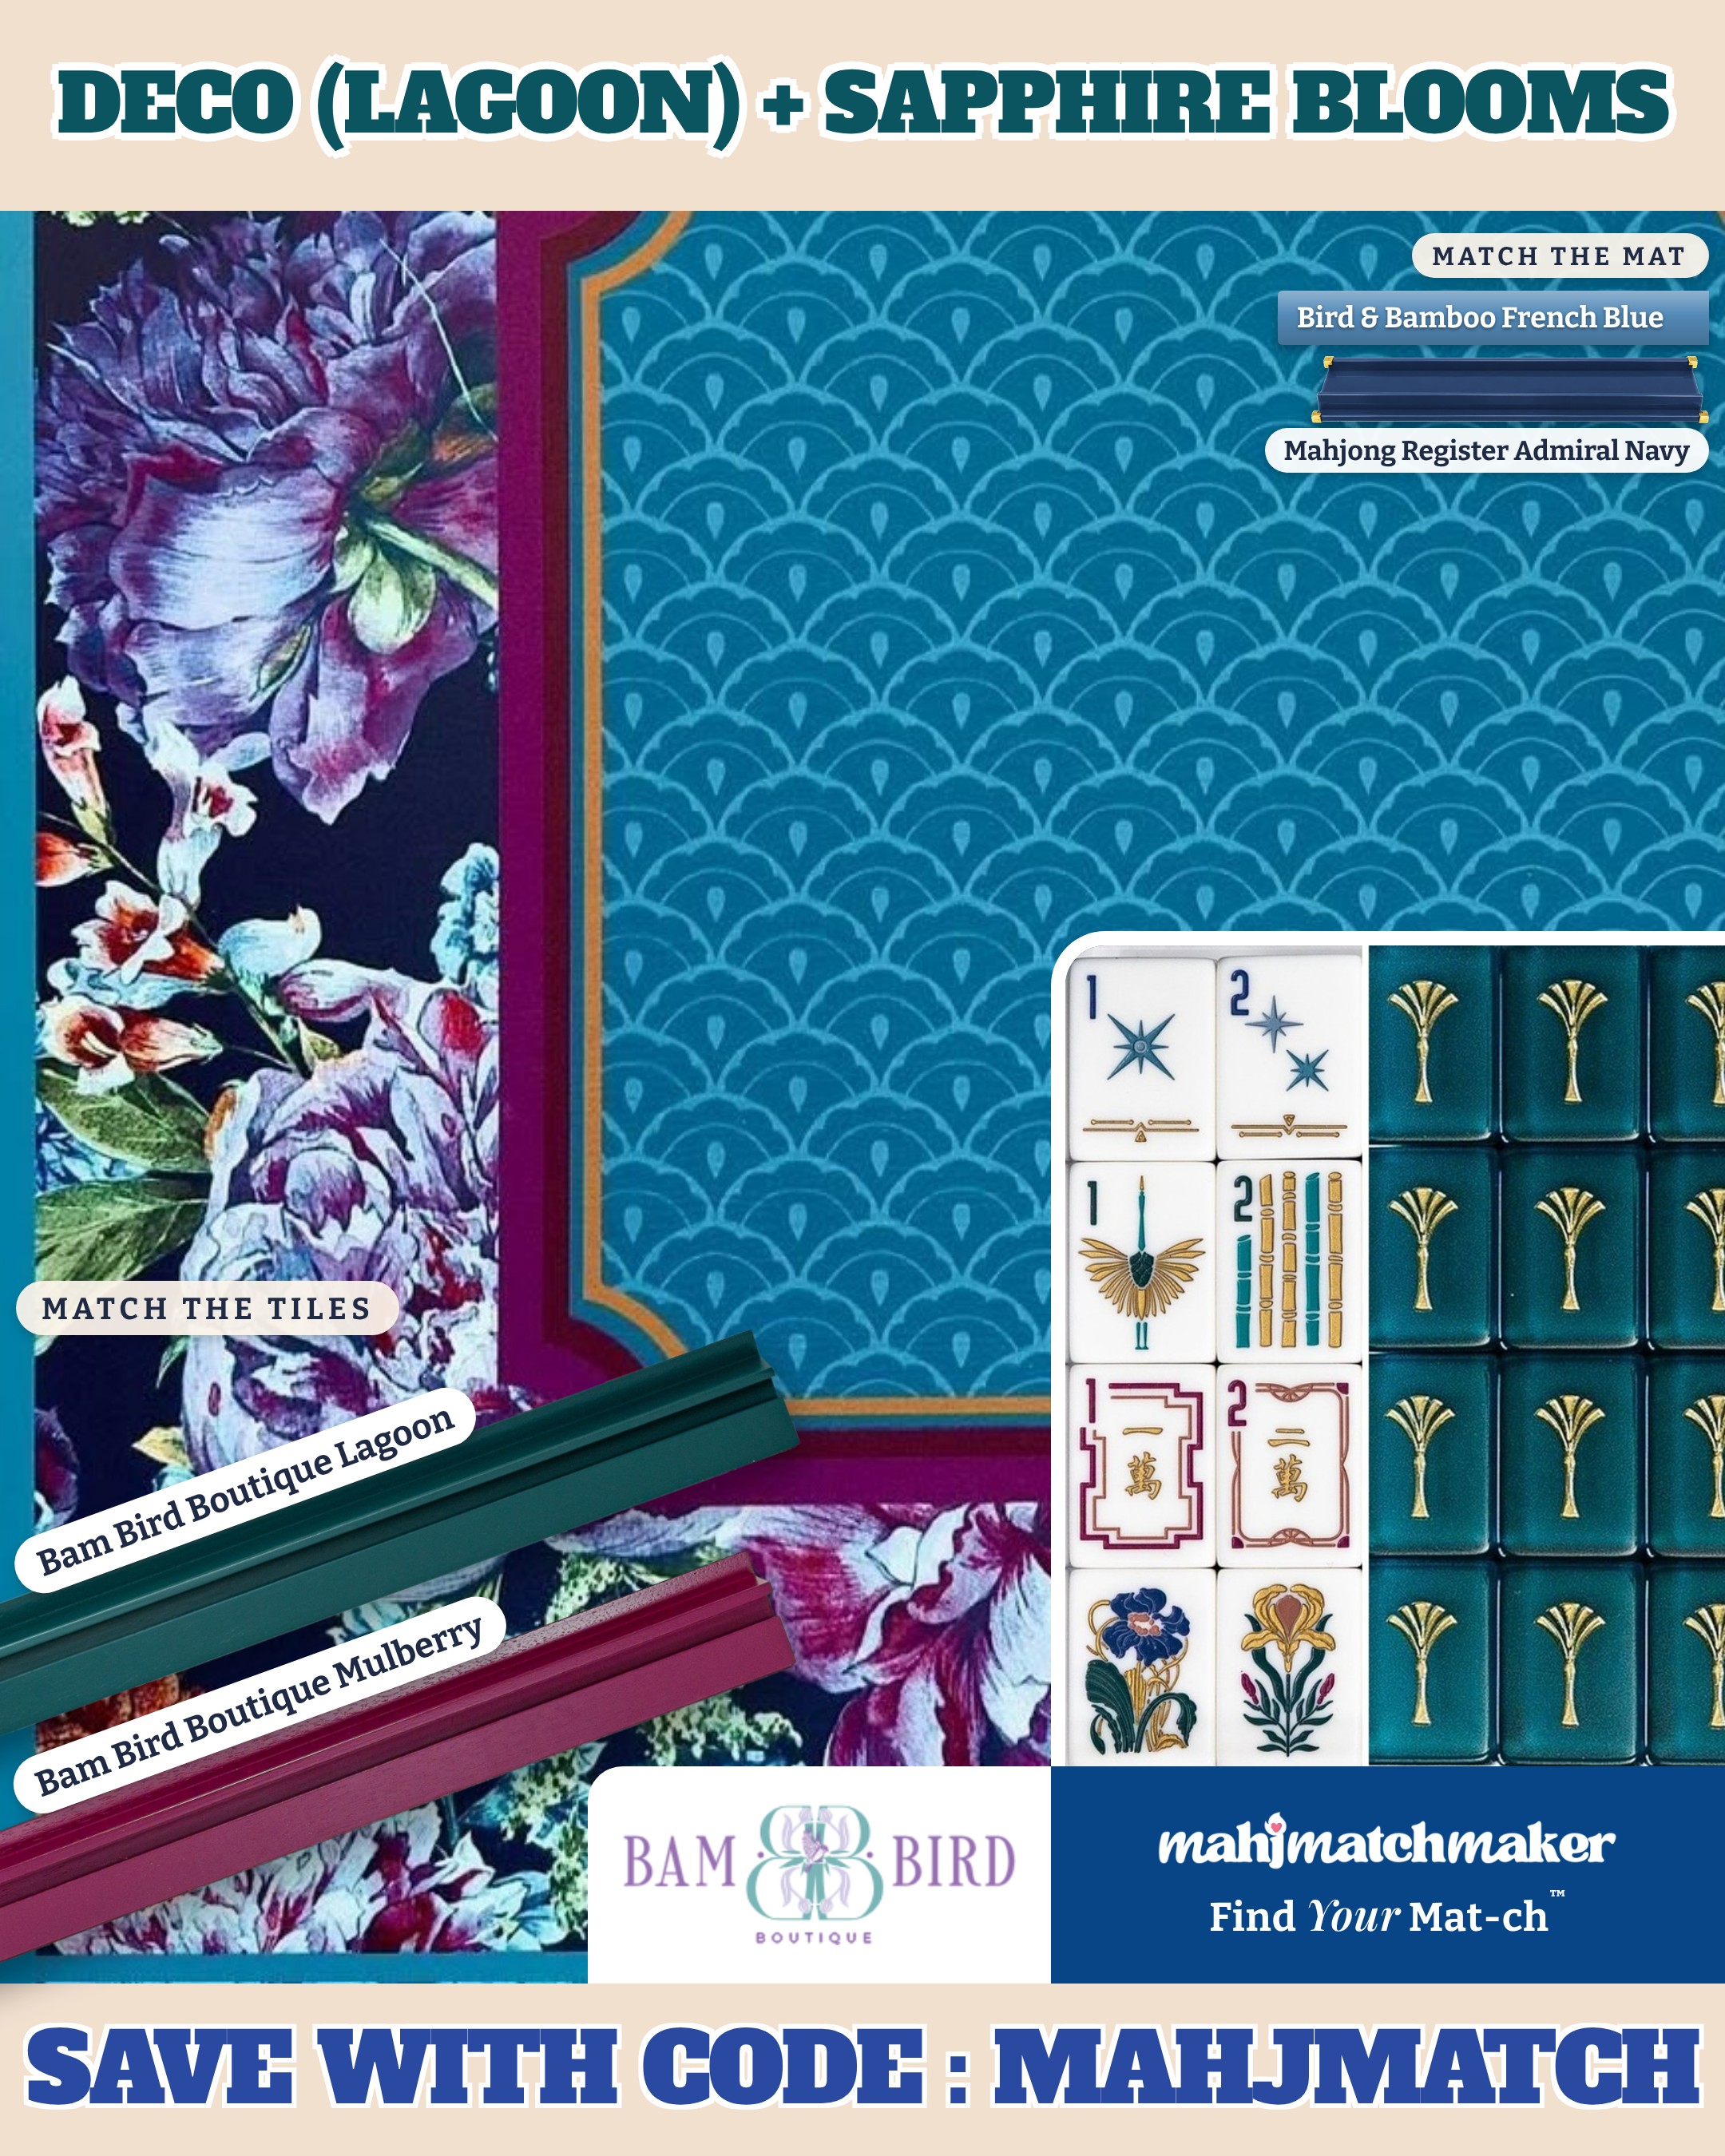 DECO (LAGOON) + SAPPHIRE BLOOMS
MATCH THE MAT
Bird & Bamboo French Blue
Mahjong Register Admiral Navy
1
2
1
2
1
一
萬
2
二
萬
MATCH THE TILES
Bam Bird Boutique Lagoon
Bam Bird Boutique Mulberry
BAM BIRD
BOUTIQUE
mahjmatchmaker
Find Your Mat-ch™
SAVE WITH CODE : MAHJMATCH